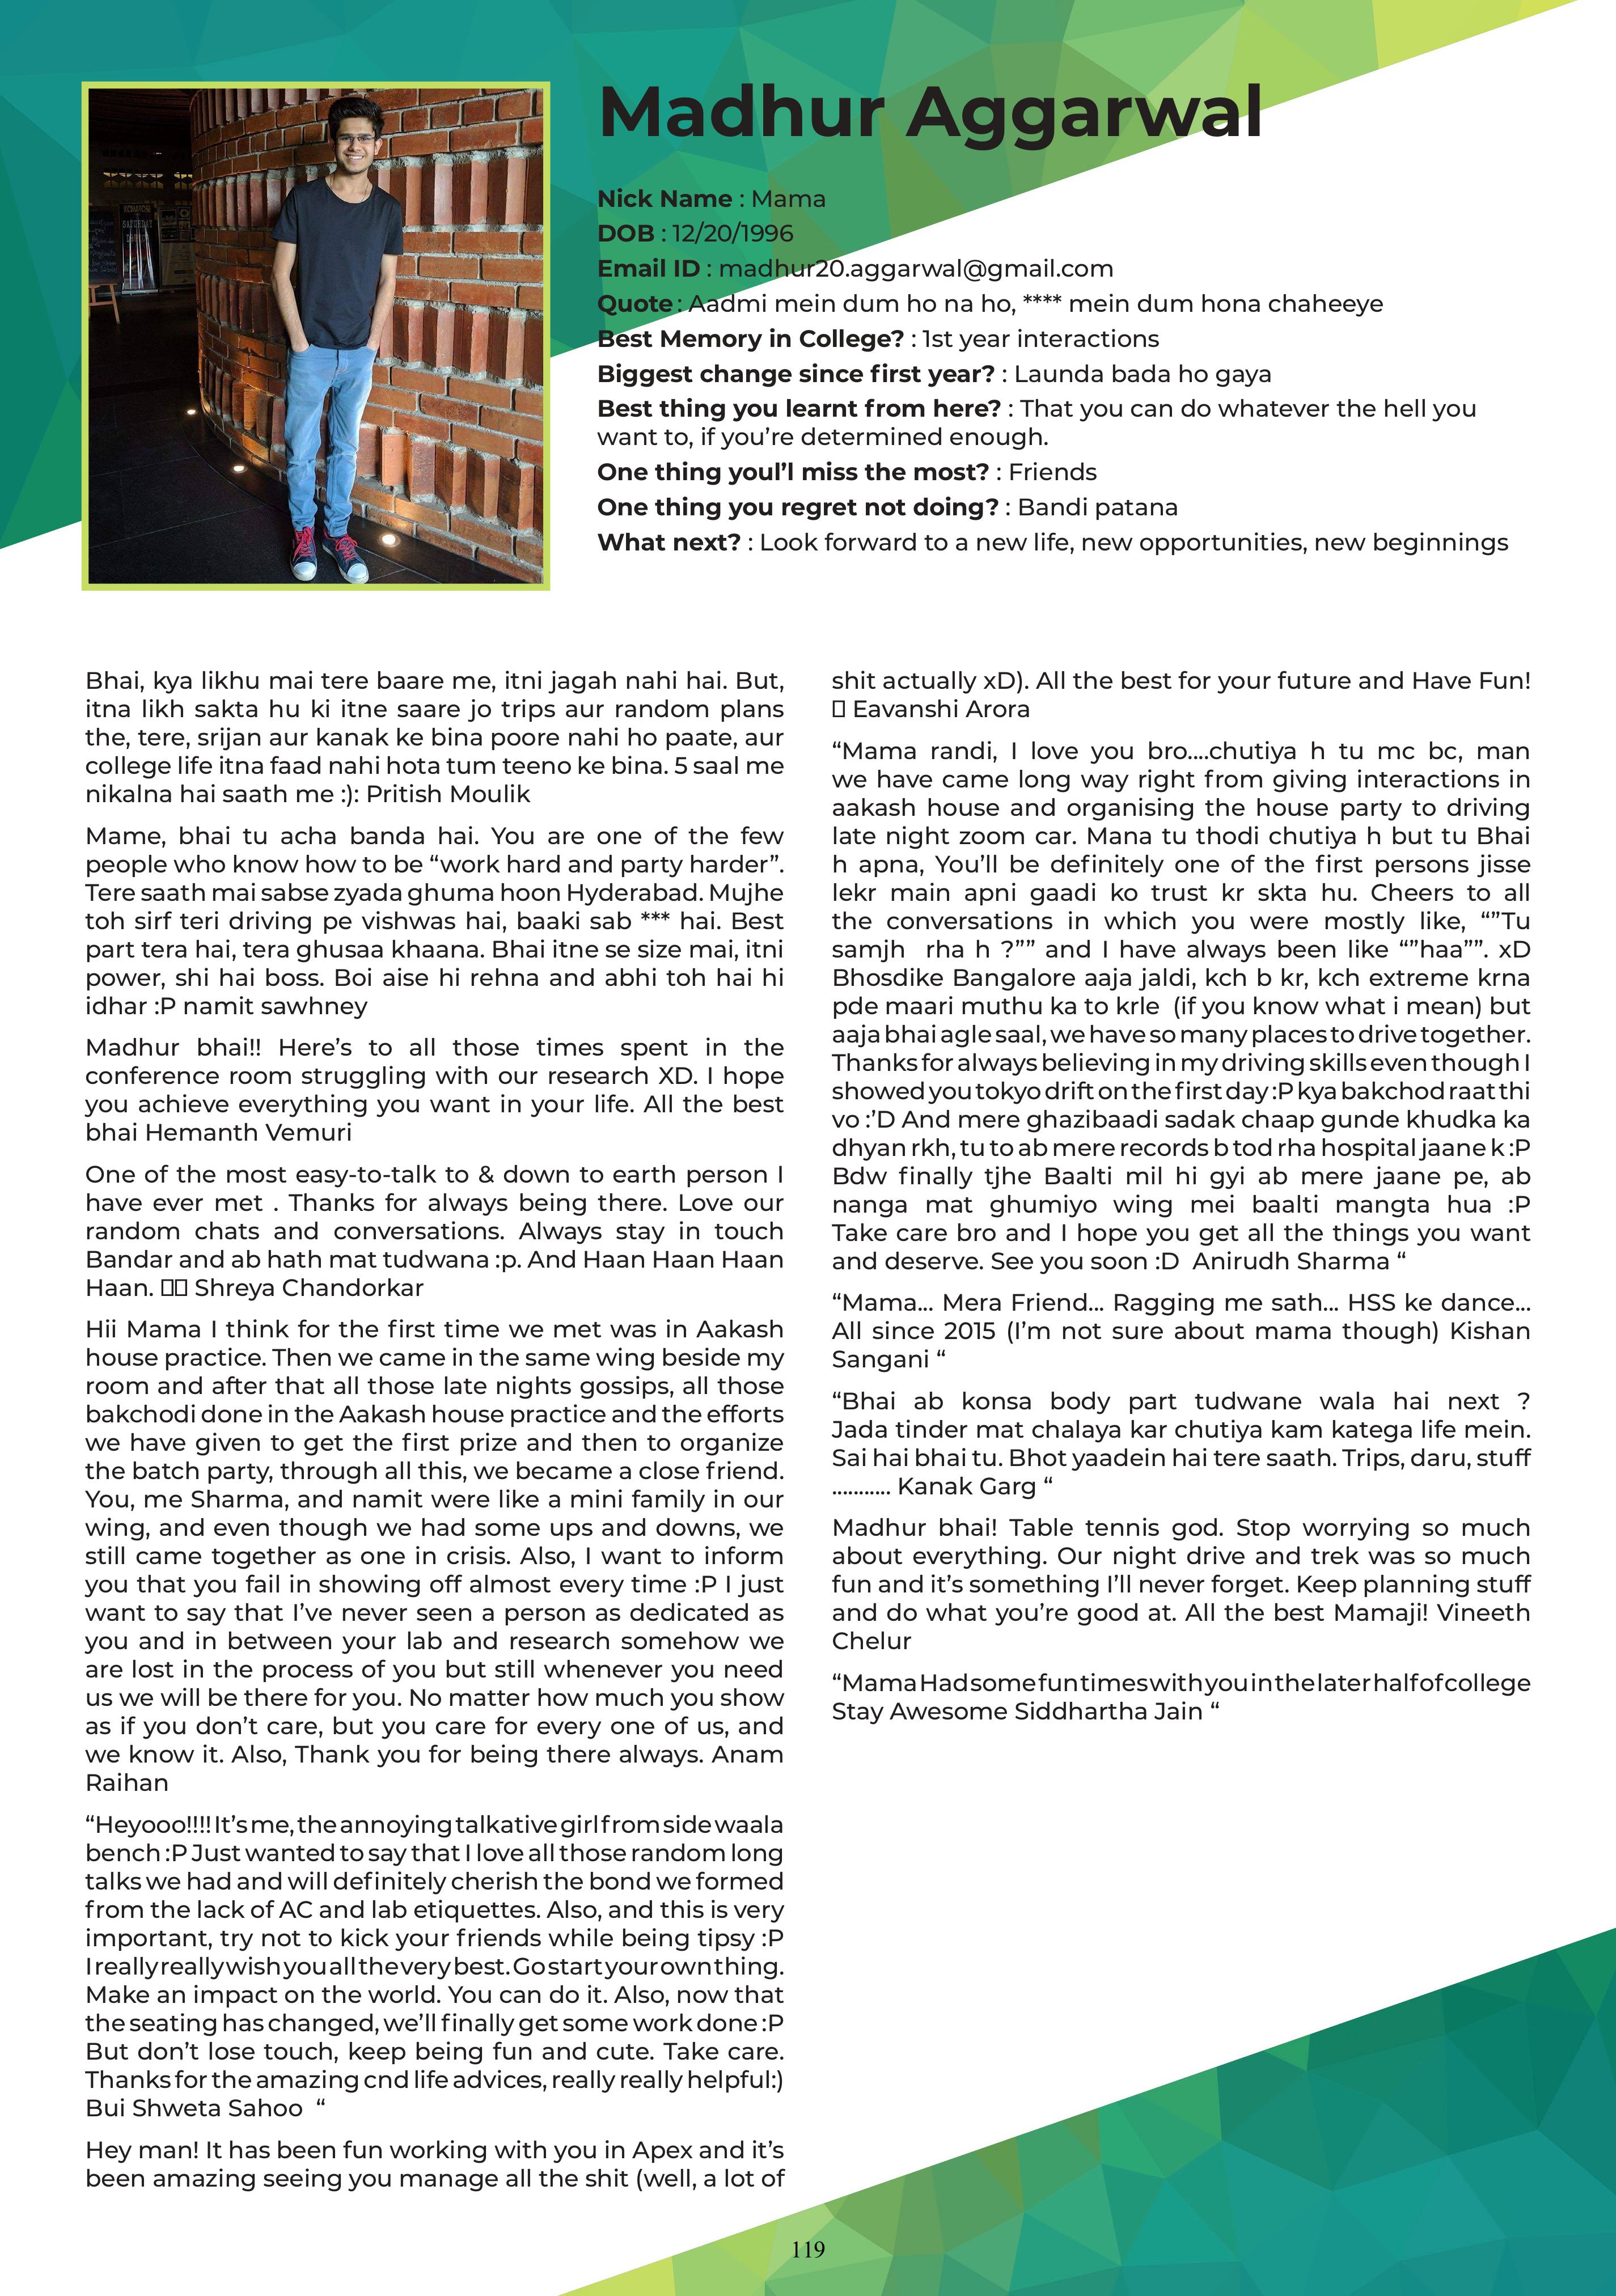 Madhur Aggarwal
Nick Name : Mama
DOB : 12/20/1996
Email ID : madhur20.aggarwal@gmail.com
Quote : Aadmi mein dum ho na ho, **** mein dum hona chaheeye
Best Memory in College? : 1st year interactions
Biggest change since first year? : Launda bada ho gaya
Best thing you learnt from here? : That you can do whatever the hell you
want to, if you're determined enough.
One thing youl'l miss the most? : Friends
One thing you regret not doing? : Bandi patana
What next? : Look forward to a new life, new opportunities, new beginnings
Bhai, kya likhu mai tere baare me, itni jagah nahi hai. But,
itna likh sakta hu ki itne saare jo trips aur random plans
the, tere, srijan aur kanak ke bina poore nahi ho paate, aur
college life itna faad nahi hota tum teeno ke bina. 5 saal me
nikalna hai saath me :): Pritish Moulik
Mame, bhai tu acha banda hai. You are one of the few
people who know how to be “work hard and party harder”.
Tere saath mai sabse zyada ghuma hoon Hyderabad. Mujhe
toh sirf teri driving pe vishwas hai, baaki sab *** hai. Best
part tera hai, tera ghusaa khaana. Bhai itne se size mai, itni
power, shi hai boss. Boi aise hi rehna and abhi toh hai hi
idhar :P namit sawhney
Madhur bhai!! Here's to all those times spent in the
conference room struggling with our research XD. I hope
you achieve everything you want in your life. All the best
bhai Hemanth Vemuri
One of the most easy-to-talk to & down to earth person I
have ever met . Thanks for always being there. Love our
random chats and conversations. Always stay in touch
Bandar and ab hath mat tudwana :p. And Haan Haan Haan
Haan. Shreya Chandorkar
Hii Mama I think for the first time we met was in Aakash
house practice. Then we came in the same wing beside my
room and after that all those late nights gossips, all those
bakchodi done in the Aakash house practice and the efforts
we have given to get the first prize and then to organize
the batch party, through all this, we became a close friend.
You, me Sharma, and namit were like a mini family in our
wing, and even though we had some ups and downs, we
still came together as one in crisis. Also, I want to inform
you that you fail in showing off almost every time :P I just
want to say that I've never seen a person as dedicated as
you and in between your lab and research somehow we
are lost in the process of you but still whenever you need
us we will be there for you. No matter how much you show
as if you don't care, but you care for every one of us, and
we know it. Also, Thank you for being there always. Anam
Raihan
“Heyooo!!!! It's me, the annoying talkative girl from side waala
bench :P Just wanted to say that I love all those random long
talks we had and will definitely cherish the bond we formed
from the lack of AC and lab etiquettes. Also, and this is very
important, try not to kick your friends while being tipsy :P
I really really wish you all the very best. Go start your own thing.
Make an impact on the world. You can do it. Also, now that
the seating has changed, we'll finally get some work done :P
But don't lose touch, keep being fun and cute. Take care.
Thanks for the amazing cnd life advices, really really helpful:)
Bui Shweta Sahoo “
Hey man! It has been fun working with you in Apex and it's
been amazing seeing you manage all the shit (well, a lot of
shit actually xD). All the best for your future and Have Fun!
Eavanshi Arora
“Mama randi, I love you bro....chutiya h tu mc bc, man
we have came long way right from giving interactions in
aakash house and organising the house party to driving
late night zoom car. Mana tu thodi chutiya h but tu Bhai
h apna, You'll be definitely one of the first persons jisse
lekr main apni gaadi ko trust kr skta hu. Cheers to all
the conversations in which you were mostly like, “”Tu
samjh rha h ?”” and I have always been like “”haa””. xD
Bhosdike Bangalore aaja jaldi, kch b kr, kch extreme krna
pde maari muthu ka to krle (if you know what i mean) but
aaja bhai agle saal, we have so many places to drive together.
Thanks for always believing in my driving skills even though I
showed you tokyo drift on the first day :P kya bakchod raat thi
vo :'D And mere ghazibaadi sadak chaap gunde khudka ka
dhyan rkh, tu to ab mere records b tod rha hospital jaane k :P
Bdw finally tjhe Baalti mil hi gyi ab mere jaane pe, ab
nanga mat ghumiyo wing mei baalti mangta hua :P
Take care bro and I hope you get all the things you want
and deserve. See you soon :D Anirudh Sharma “
“Mama... Mera Friend... Ragging me sath... HSS ke dance...
All since 2015 (I'm not sure about mama though) Kishan
Sangani “
“Bhai ab konsa body part tudwane wala hai next ?
Jada tinder mat chalaya kar chutiya kam katega life mein.
Sai hai bhai tu. Bhot yaadein hai tere saath. Trips, daru, stuff
........... Kanak Garg “
Madhur bhai! Table tennis god. Stop worrying so much
about everything. Our night drive and trek was so much
fun and it's something I'll never forget. Keep planning stuff
and do what you're good at. All the best Mamaji! Vineeth
Chelur
“Mama Had some fun times with you in the later half of college
Stay Awesome Siddhartha Jain “
119